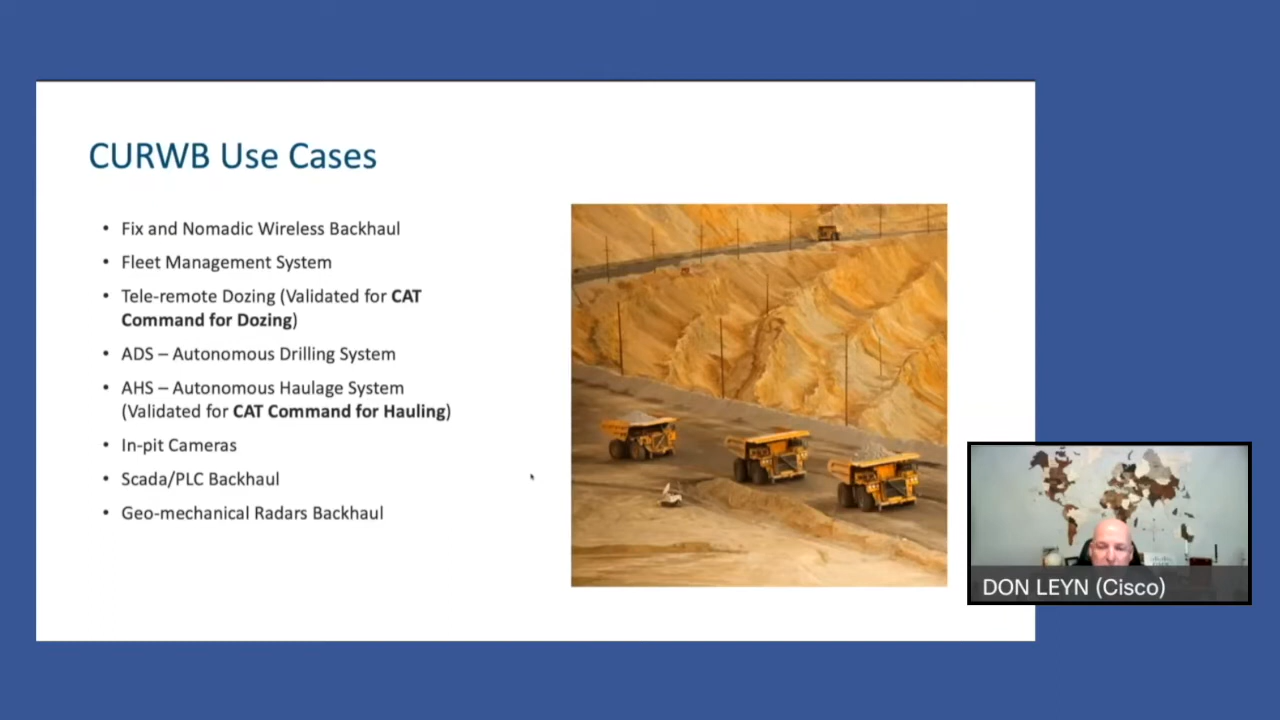 CURWB Use Cases
• Fix and Nomadic Wireless Backhaul
• Fleet Management System
• Tele-remote Dozing (Validated for CAT
Command for Dozing)
• ADS – Autonomous Drilling System
• AHS – Autonomous Haulage System
(Validated for CAT Command for Hauling)
• In-pit Cameras
• Scada/PLC Backhaul
• Geo-mechanical Radars Backhaul
DON LEYN (Cisco)